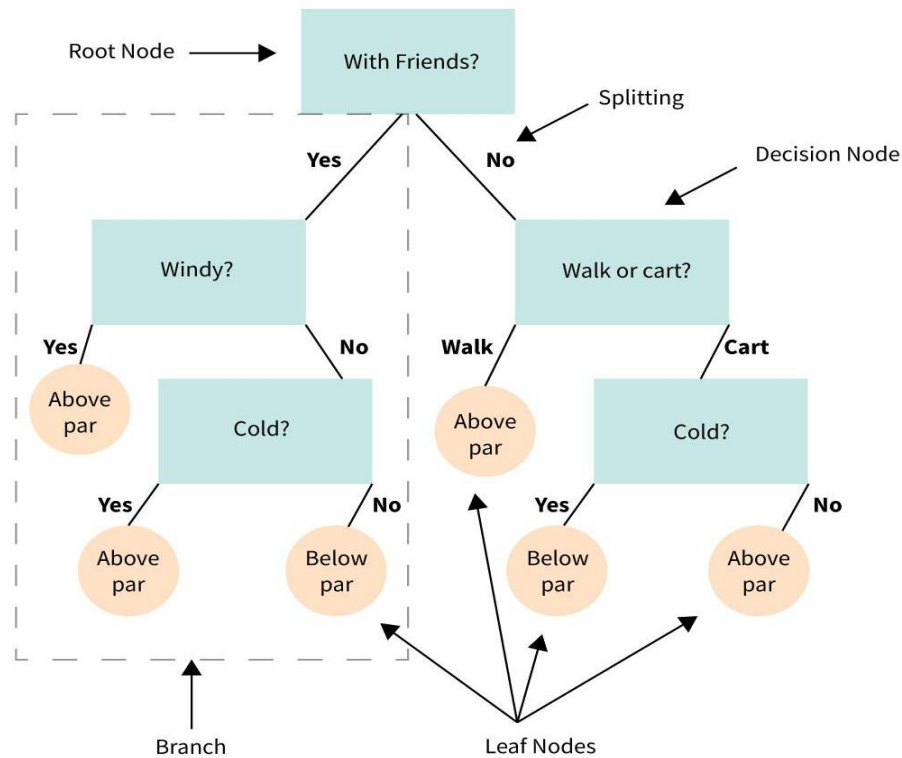 Root Node
With Friends?
Splitting
Yes
No
Decision Node
Windy?
Walk or cart?
Yes
No
Walk
Cart
Above
par
Cold?
Above
par
Cold?
Yes
No
Yes
No
Above
par
Below
par
Below
par
Above
par
Branch
Leaf Nodes